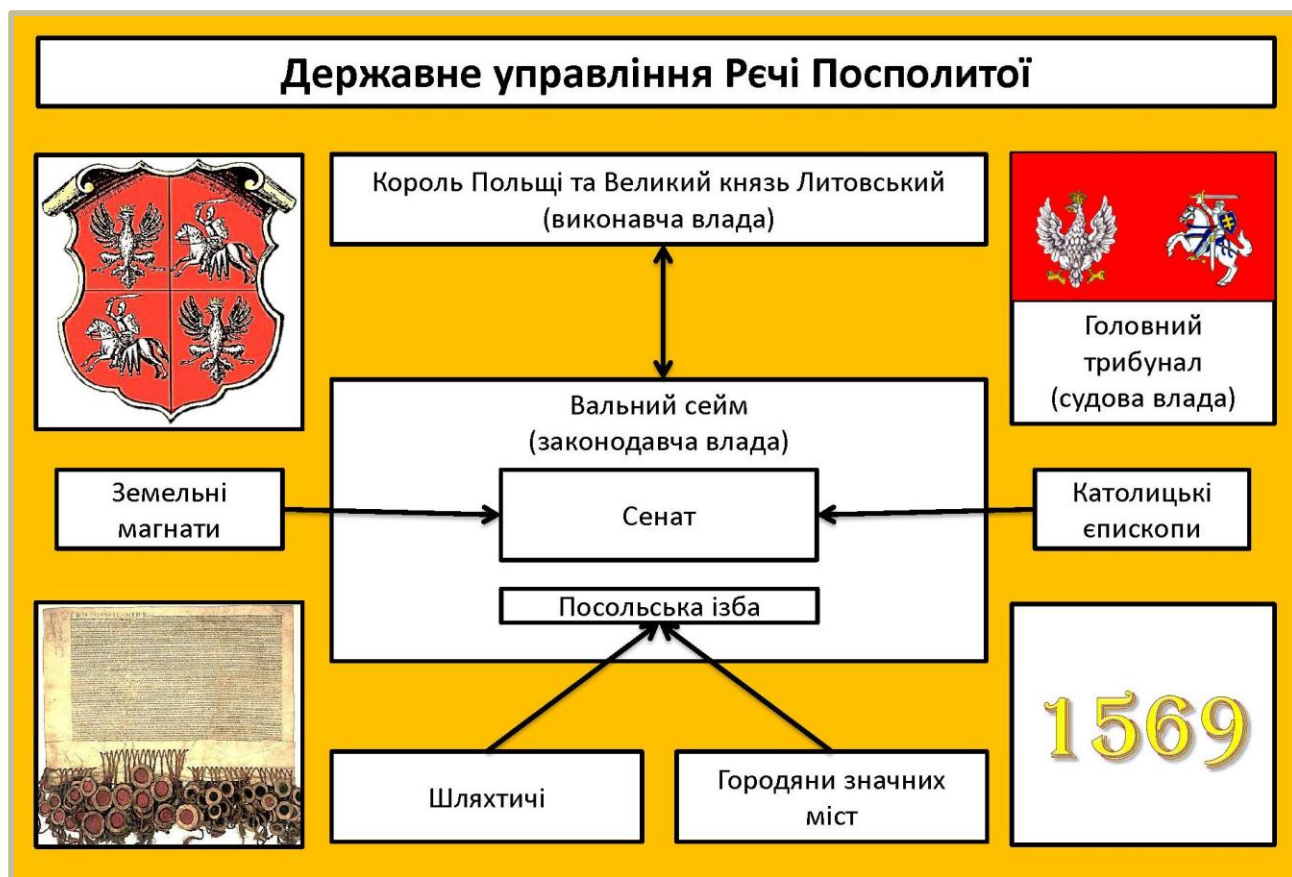 Державне управління Рєчі Посполитої
Король Польщі та Великий князь Литовський
(виконавча влада)
Головний
трибунал
(судова влада)
Вальний сейм
(законодавча влада)
Земельні
магнати
Сенат
Католицькі
єпископи
Посольська ізба
1569
Шляхтичі
Городяни значних
міст